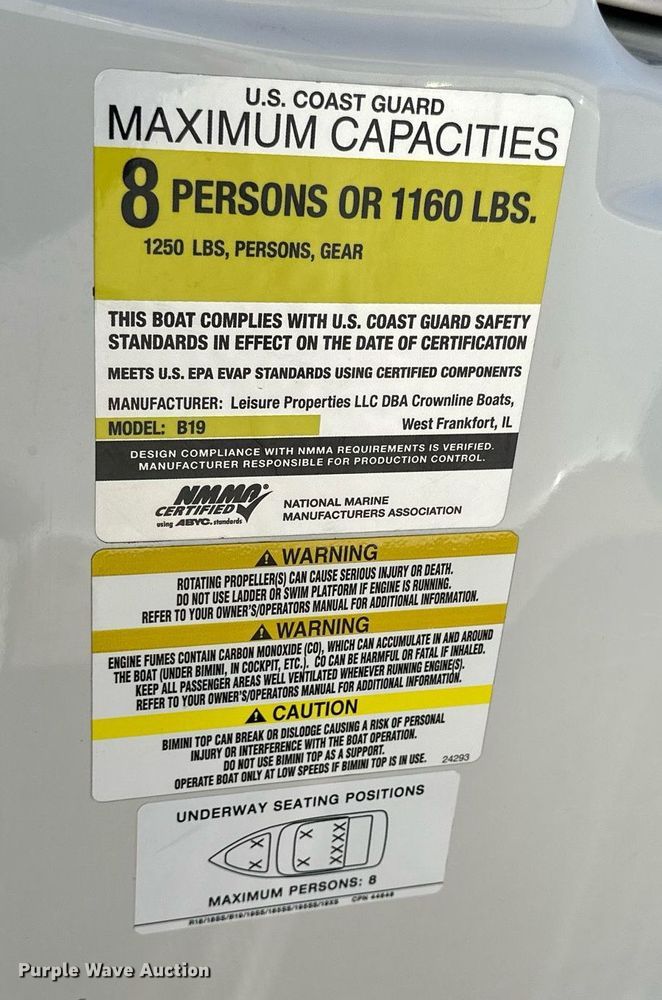 U.S. COAST GUARD
MAXIMUM CAPACITIES
8 PERSONS OR 1160 LBS.
1250 LBS, PERSONS, GEAR
THIS BOAT COMPLIES WITH U.S. COAST GUARD SAFETY
STANDARDS IN EFFECT ON THE DATE OF CERTIFICATION
MEETS U.S. EPA EVAP STANDARDS USING CERTIFIED COMPONENTS
MANUFACTURER: Leisure Properties LLC DBA Crownline Boats,
MODEL: B19 West Frankfort, IL
DESIGN COMPLIANCE WITH NMMA REQUIREMENTS IS VERIFIED.
MANUFACTURER RESPONSIBLE FOR PRODUCTION CONTROL.
NMMA®
CERTIFIED
using ABYC. standards
NATIONAL MARINE
MANUFACTURERS ASSOCIATION
WARNING
ROTATING PROPELLER(S) CAN CAUSE SERIOUS INJURY OR DEATH.
DO NOT USE LADDER OR SWIM PLATFORM IF ENGINE IS RUNNING.
REFER TO YOUR OWNER'S/OPERATORS MANUAL FOR ADDITIONAL INFORMATION.
WARNING
ENGINE FUMES CONTAIN CARBON MONOXIDE (CO), WHICH CAN ACCUMULATE IN AND AROUND
THE BOAT (UNDER BIMINI, IN COCKPIT, ETC.). CO CAN BE HARMFUL OR FATAL IF INHALED.
KEEP ALL PASSENGER AREAS WELL VENTILATED WHENEVER RUNNING ENGINE(S).
REFER TO YOUR OWNER'S/OPERATORS MANUAL FOR ADDITIONAL INFORMATION.
CAUTION
BIMINI TOP CAN BREAK OR DISLODGE CAUSING A RISK OF PERSONAL
INJURY OR INTERFERENCE WITH THE BOAT OPERATION.
DO NOT USE BIMINI TOP AS A SUPPORT.
OPERATE BOAT ONLY AT LOW SPEEDS IF BIMINI TOP IS IN USE. 24293
UNDERWAY SEATING POSITIONS
MAXIMUM PERSONS: 8
CPN
Purple Wave Auction